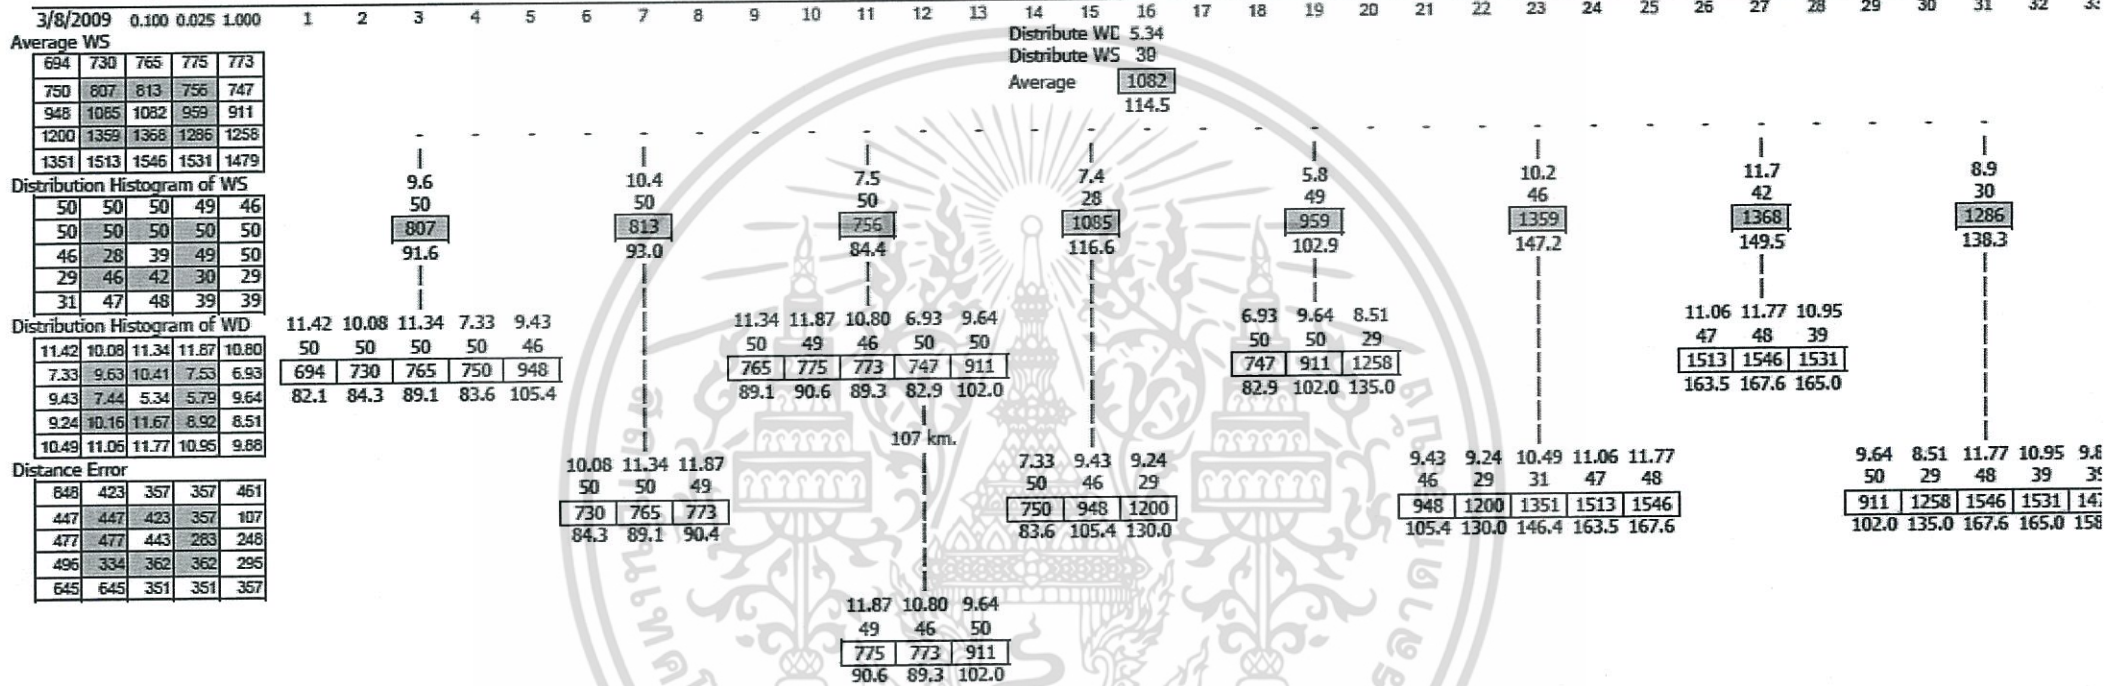 3/8/2009 0.100 0.025 1.000 1 2 3 4 5 6 7 8 9 10 11 12 13 14 15 16 17 18 19 20 21 22 23 24 25 26 27 28 29 30 31 32
Average WS
694 730 765 775 773
750 807 813 756 747
948 1085 1082 959 911
1200 1359 1368 1286 1258
1351 1513 1546 1531 1479
Distribution Histogram of WS
50 50 50 49 46
50 50 50 50 50
46 28 39 49 50
29 46 42 30 29
31 47 48 39 39
Distribution Histogram of WD
11.42 10.08 11.34 11.87 10.80
7.33 9.63 10.41 7.53 6.93
9.43 7.44 5.34 5.79 9.64
9.24 10.16 11.67 8.92 8.51
10.49 11.06 11.77 10.95 9.88
Distance Error
648 423 357 357 461
447 447 423 357 107
477 477 443 283 248
496 334 362 362 295
645 645 351 351 357
Distribute WD 5.34
Distribute WS 39
Average 1082
114.5
9.6 10.4 7.5 7.4 5.8 10.2 11.7 8.9
50 50 50 28 49 46 42 30
807 813 756 1085 959 1359 1368 1286
91.6 93.0 84.4 116.6 102.9 147.2 149.5 138.3
11.42 10.08 11.34 7.33 9.43 11.34 11.87 10.80 6.93 9.64 6.93 9.64 8.51 11.06 11.77 10.95
50 50 50 50 46 50 49 46 50 50 50 50 29 47 48 39
694 730 765 750 948 765 775 773 747 911 747 911 1258 1513 1546 1531
82.1 84.3 89.1 83.6 105.4 89.1 90.6 89.3 82.9 102.0 82.9 102.0 135.0 163.5 167.6 165.0
107 km.
10.08 11.34 11.87 7.33 9.43 9.24 9.43 9.24 10.49 11.06 11.77 9.64 8.51 11.77 10.95
50 50 49 50 46 29 46 29 31 47 48 50 29 48 39
730 765 773 750 948 1200 948 1200 1351 1513 1546 911 1258 1546 1531
84.3 89.1 90.4 83.6 105.4 130.0 105.4 130.0 146.4 163.5 167.6 102.0 135.0 167.6 165.0
11.87 10.80 9.64
49 46 50
775 773 911
90.6 89.3 102.0